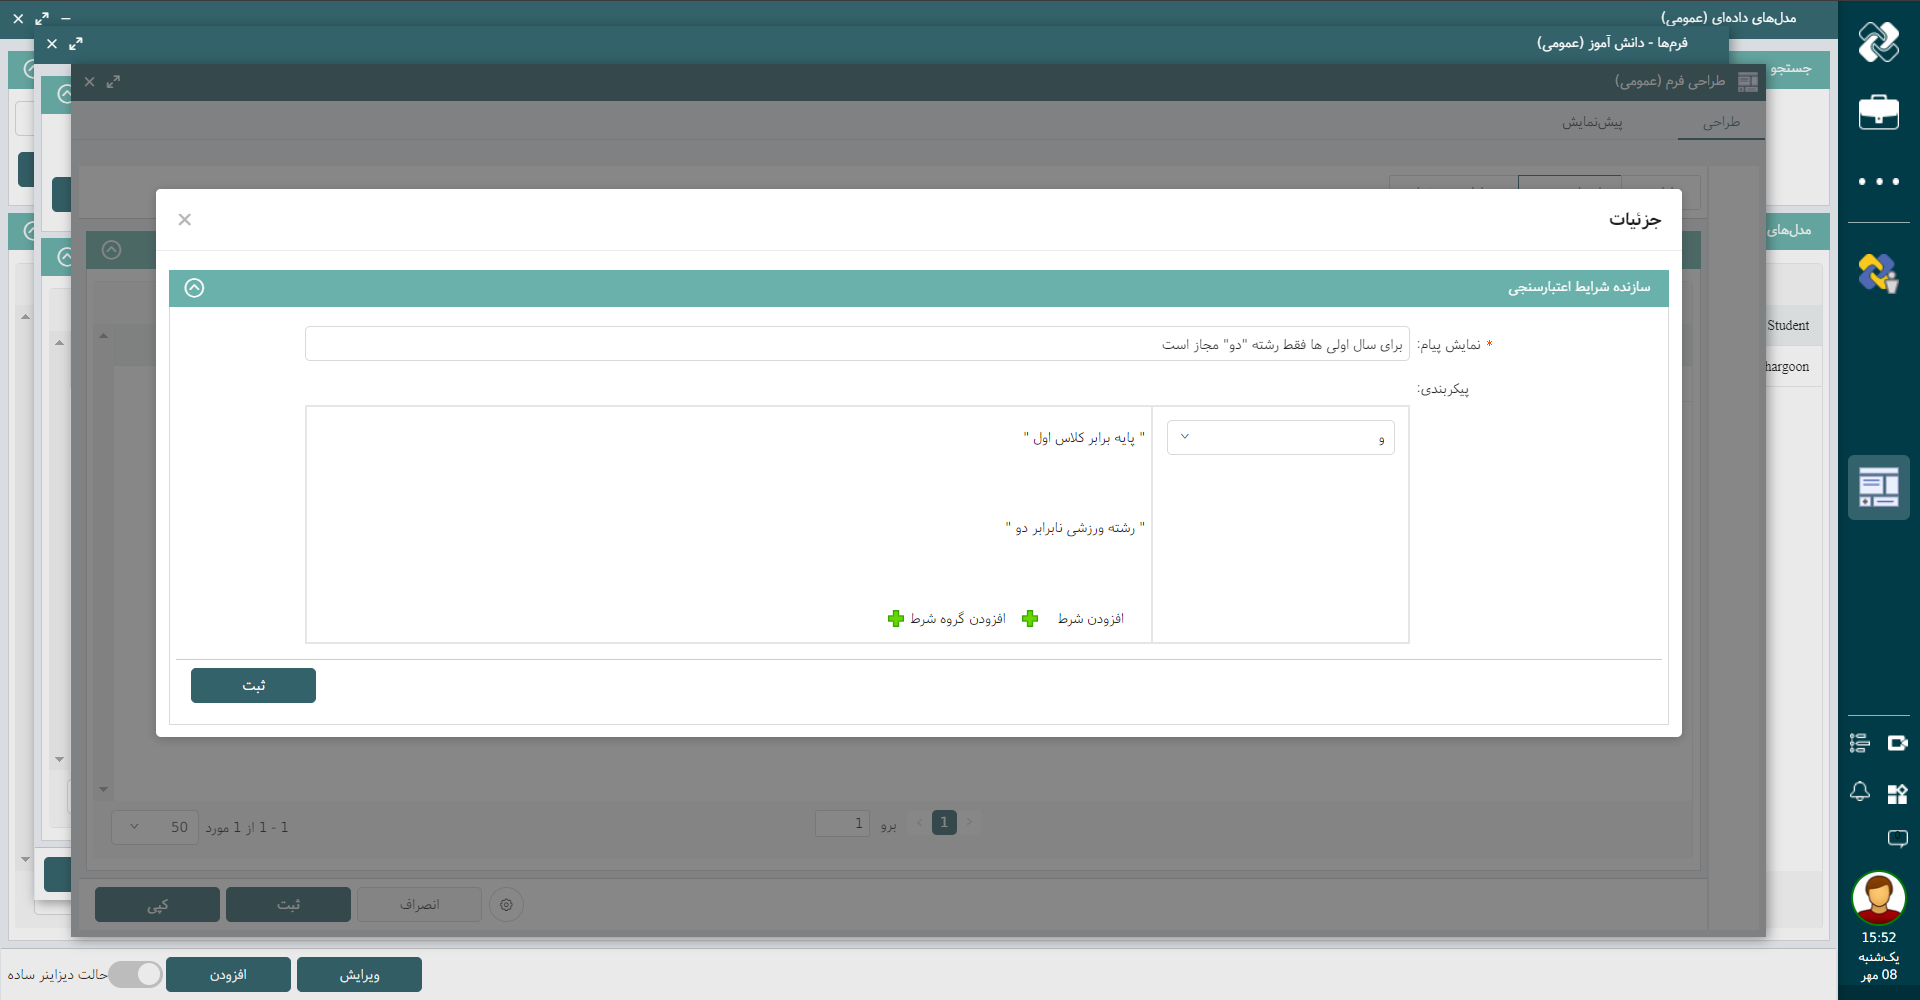 مدل‌های داده‌ای (عمومی)
فرم‌ها - دانش آموز (عمومی)
جستجو
طراحی فرم (عمومی)
طراحی
پیش‌نمایش
جزئیات
مدل‌های
سازنده شرایط اعتبارسنجی
Student
hargoon
* نمایش پیام:
برای سال اولی ها فقط رشته "دو" مجاز است
پیکربندی:
و
" پایه برابر کلاس اول "
" رشته ورزشی نابرابر دو "
افزودن شرط
افزودن گروه شرط
ثبت
1
برو
1
1 - 1 از 1 مورد
50
انصراف
ثبت
کپی
ویرایش
افزودن
حالت دیزاینر ساده
15:52
یک‌شنبه
08 مهر